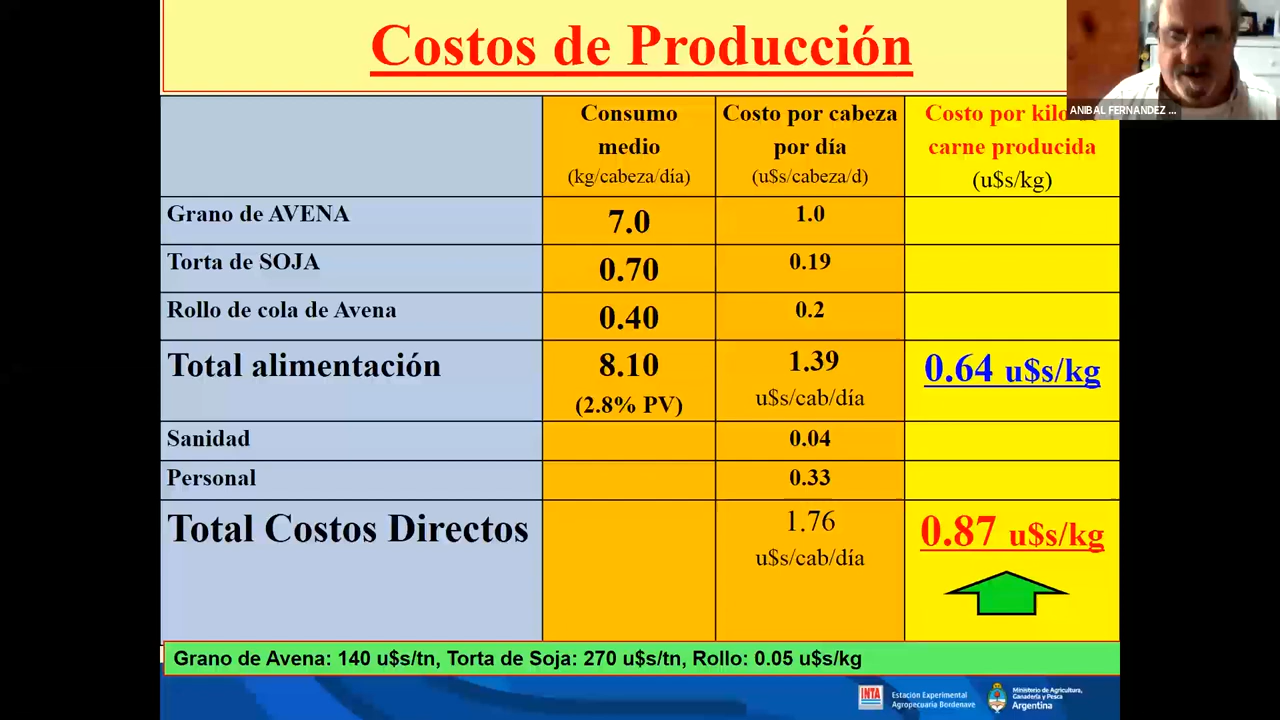 Costos de Producción
ANIBAL FERNANDEZ ...
Consumo
medio
(kg/cabeza/día)
Costo por cabeza
por día
(u$s/cabeza/d)
Costo por kilo
carne producida
(u$s/kg)
Grano de AVENA
7.0
1.0
Torta de SOJA
0.70
0.19
Rollo de cola de Avena
0.40
0.2
Total alimentación
8.10
(2.8% PV)
1.39
u$s/cab/día
0.64 u$s/kg
Sanidad
0.04
Personal
0.33
Total Costos Directos
1.76
u$s/cab/día
0.87 u$s/kg
Grano de Avena: 140 u$s/tn, Torta de Soja: 270 u$s/tn, Rollo: 0.05 u$s/kg
INTA
Estación Experimental
Agropecuaria Bordenave
Ministerio de Agricultura,
Ganadería y Pesca
Argentina